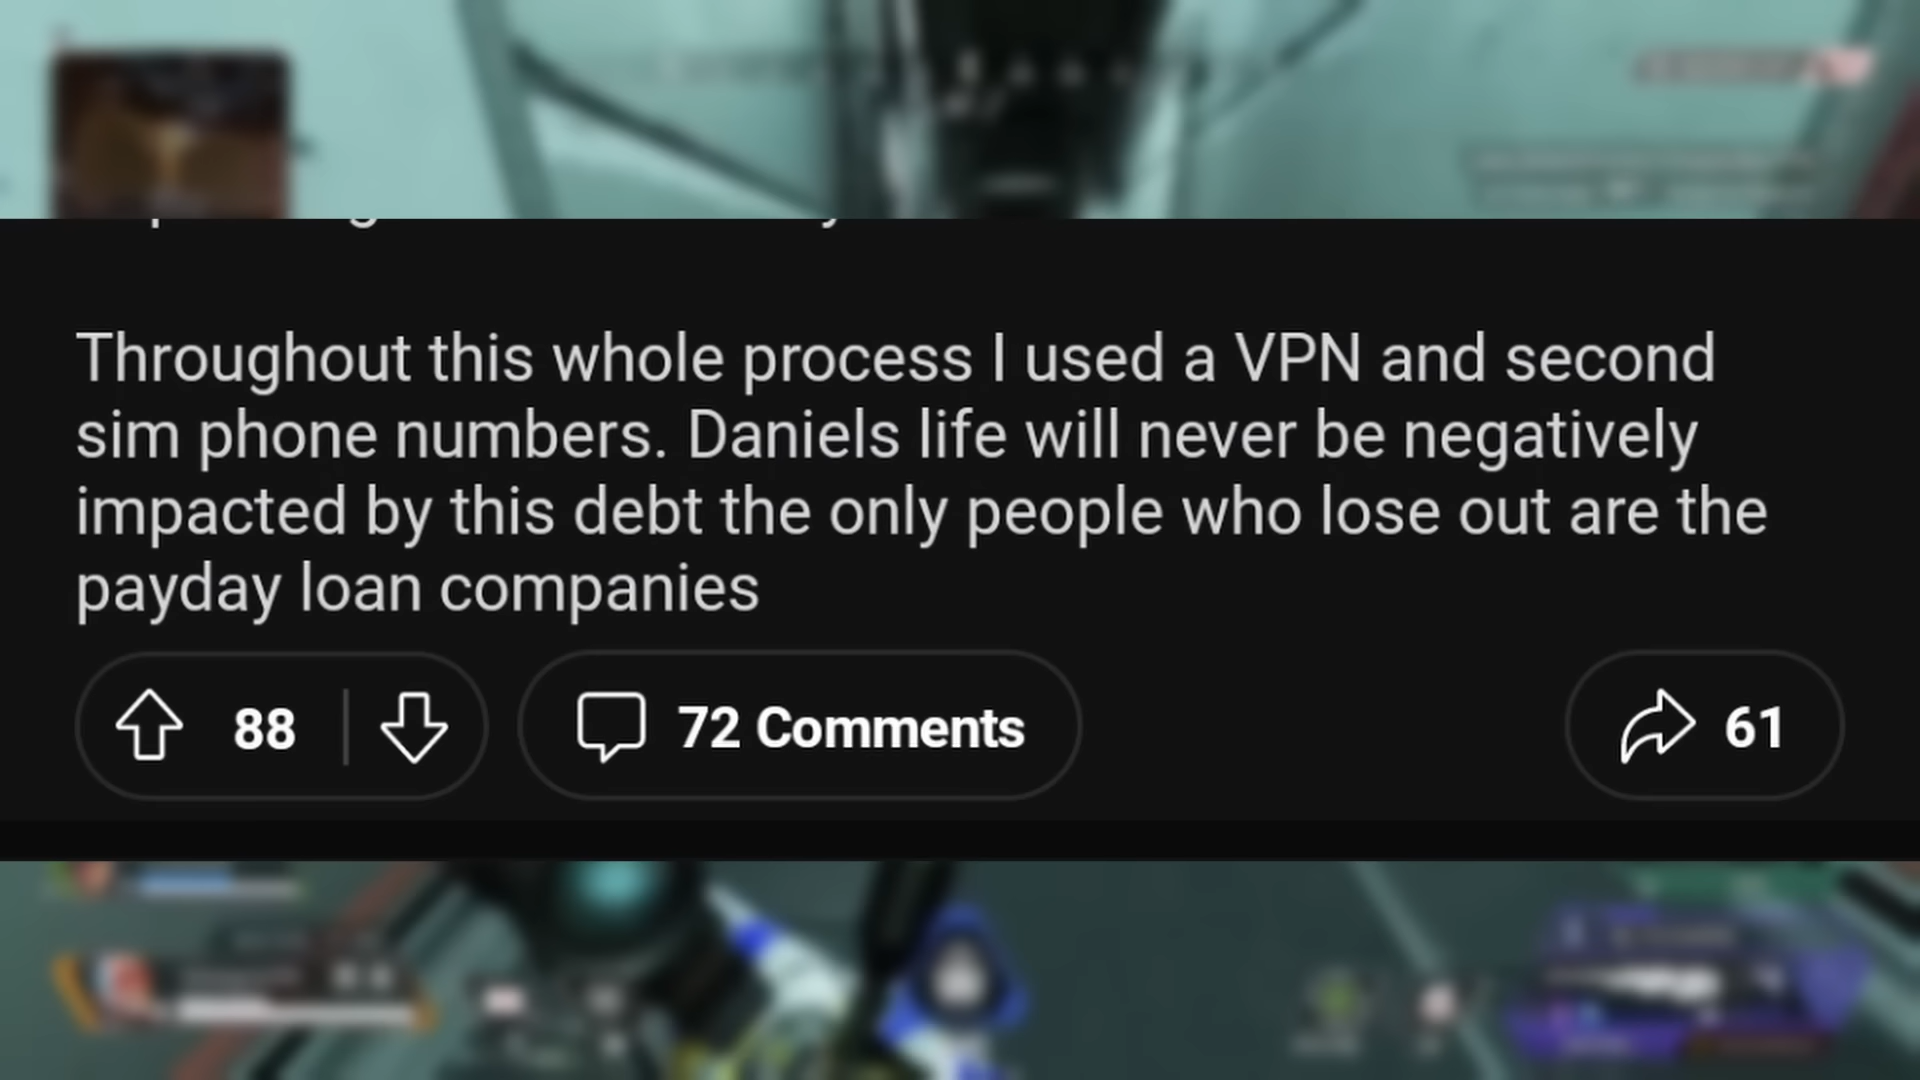 Throughout this whole process I used a VPN and second
sim phone numbers. Daniels life will never be negatively
impacted by this debt the only people who lose out are the
payday loan companies
88
72 Comments
61